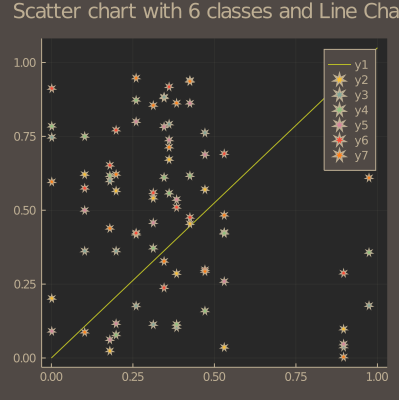 Scatter chart with 6 classes and Line Cha
1.00
0.75
0.50
0.25
0.00
0.00 0.25 0.50 0.75 1.00
y1
y2
y3
y4
y5
y6
y7